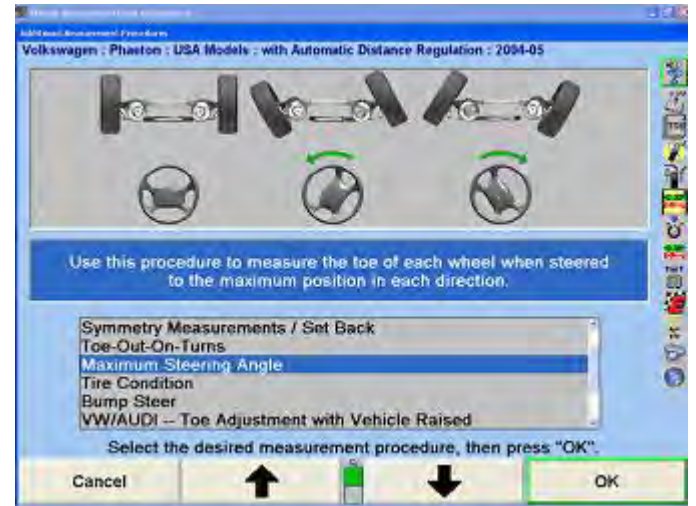 Additional Measurement Procedures
Volkswagen : Phaeton : USA Models : with Automatic Distance Regulation : 2004-05
Use this procedure to measure the toe of each wheel when steered
to the maximum position in each direction.
Symmetry Measurements / Set Back
Toe-Out-On-Turns
Maximum Steering Angle
Tire Condition
Bump Steer
VW/AUDI -- Toe Adjustment with Vehicle Raised
Select the desired measurement procedure, then press "OK".
Cancel
OK